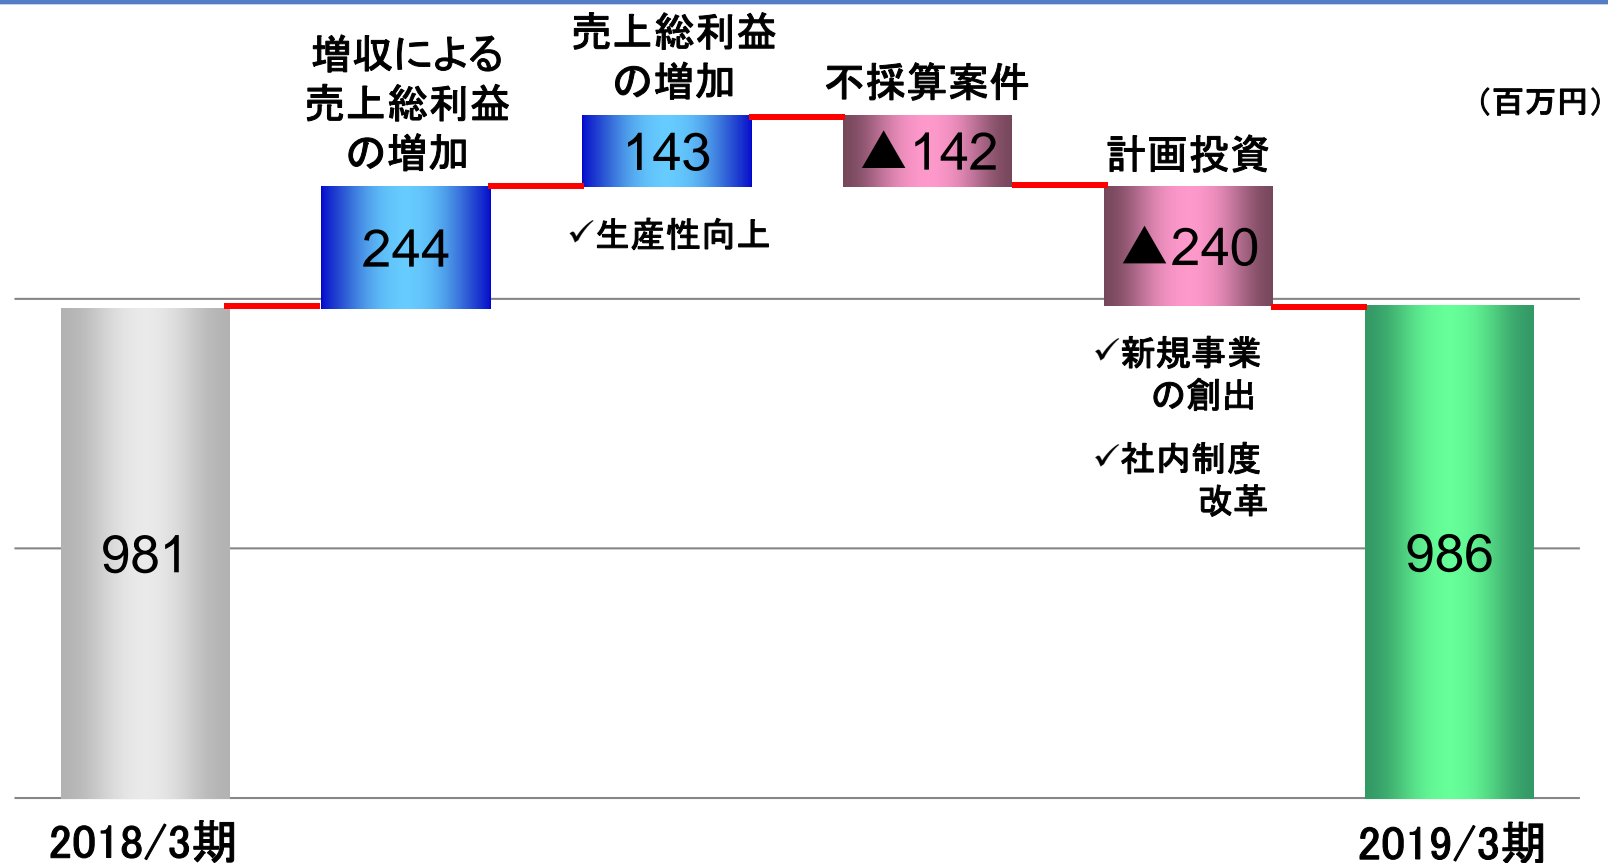 増収による
売上総利益
の増加
売上総利益
の増加
不採算案件
(百万円)
計画投資
244
143
▲142
▲240
✓生産性向上
✓新規事業
の創出
✓社内制度
改革
981
986
2018/3期
2019/3期